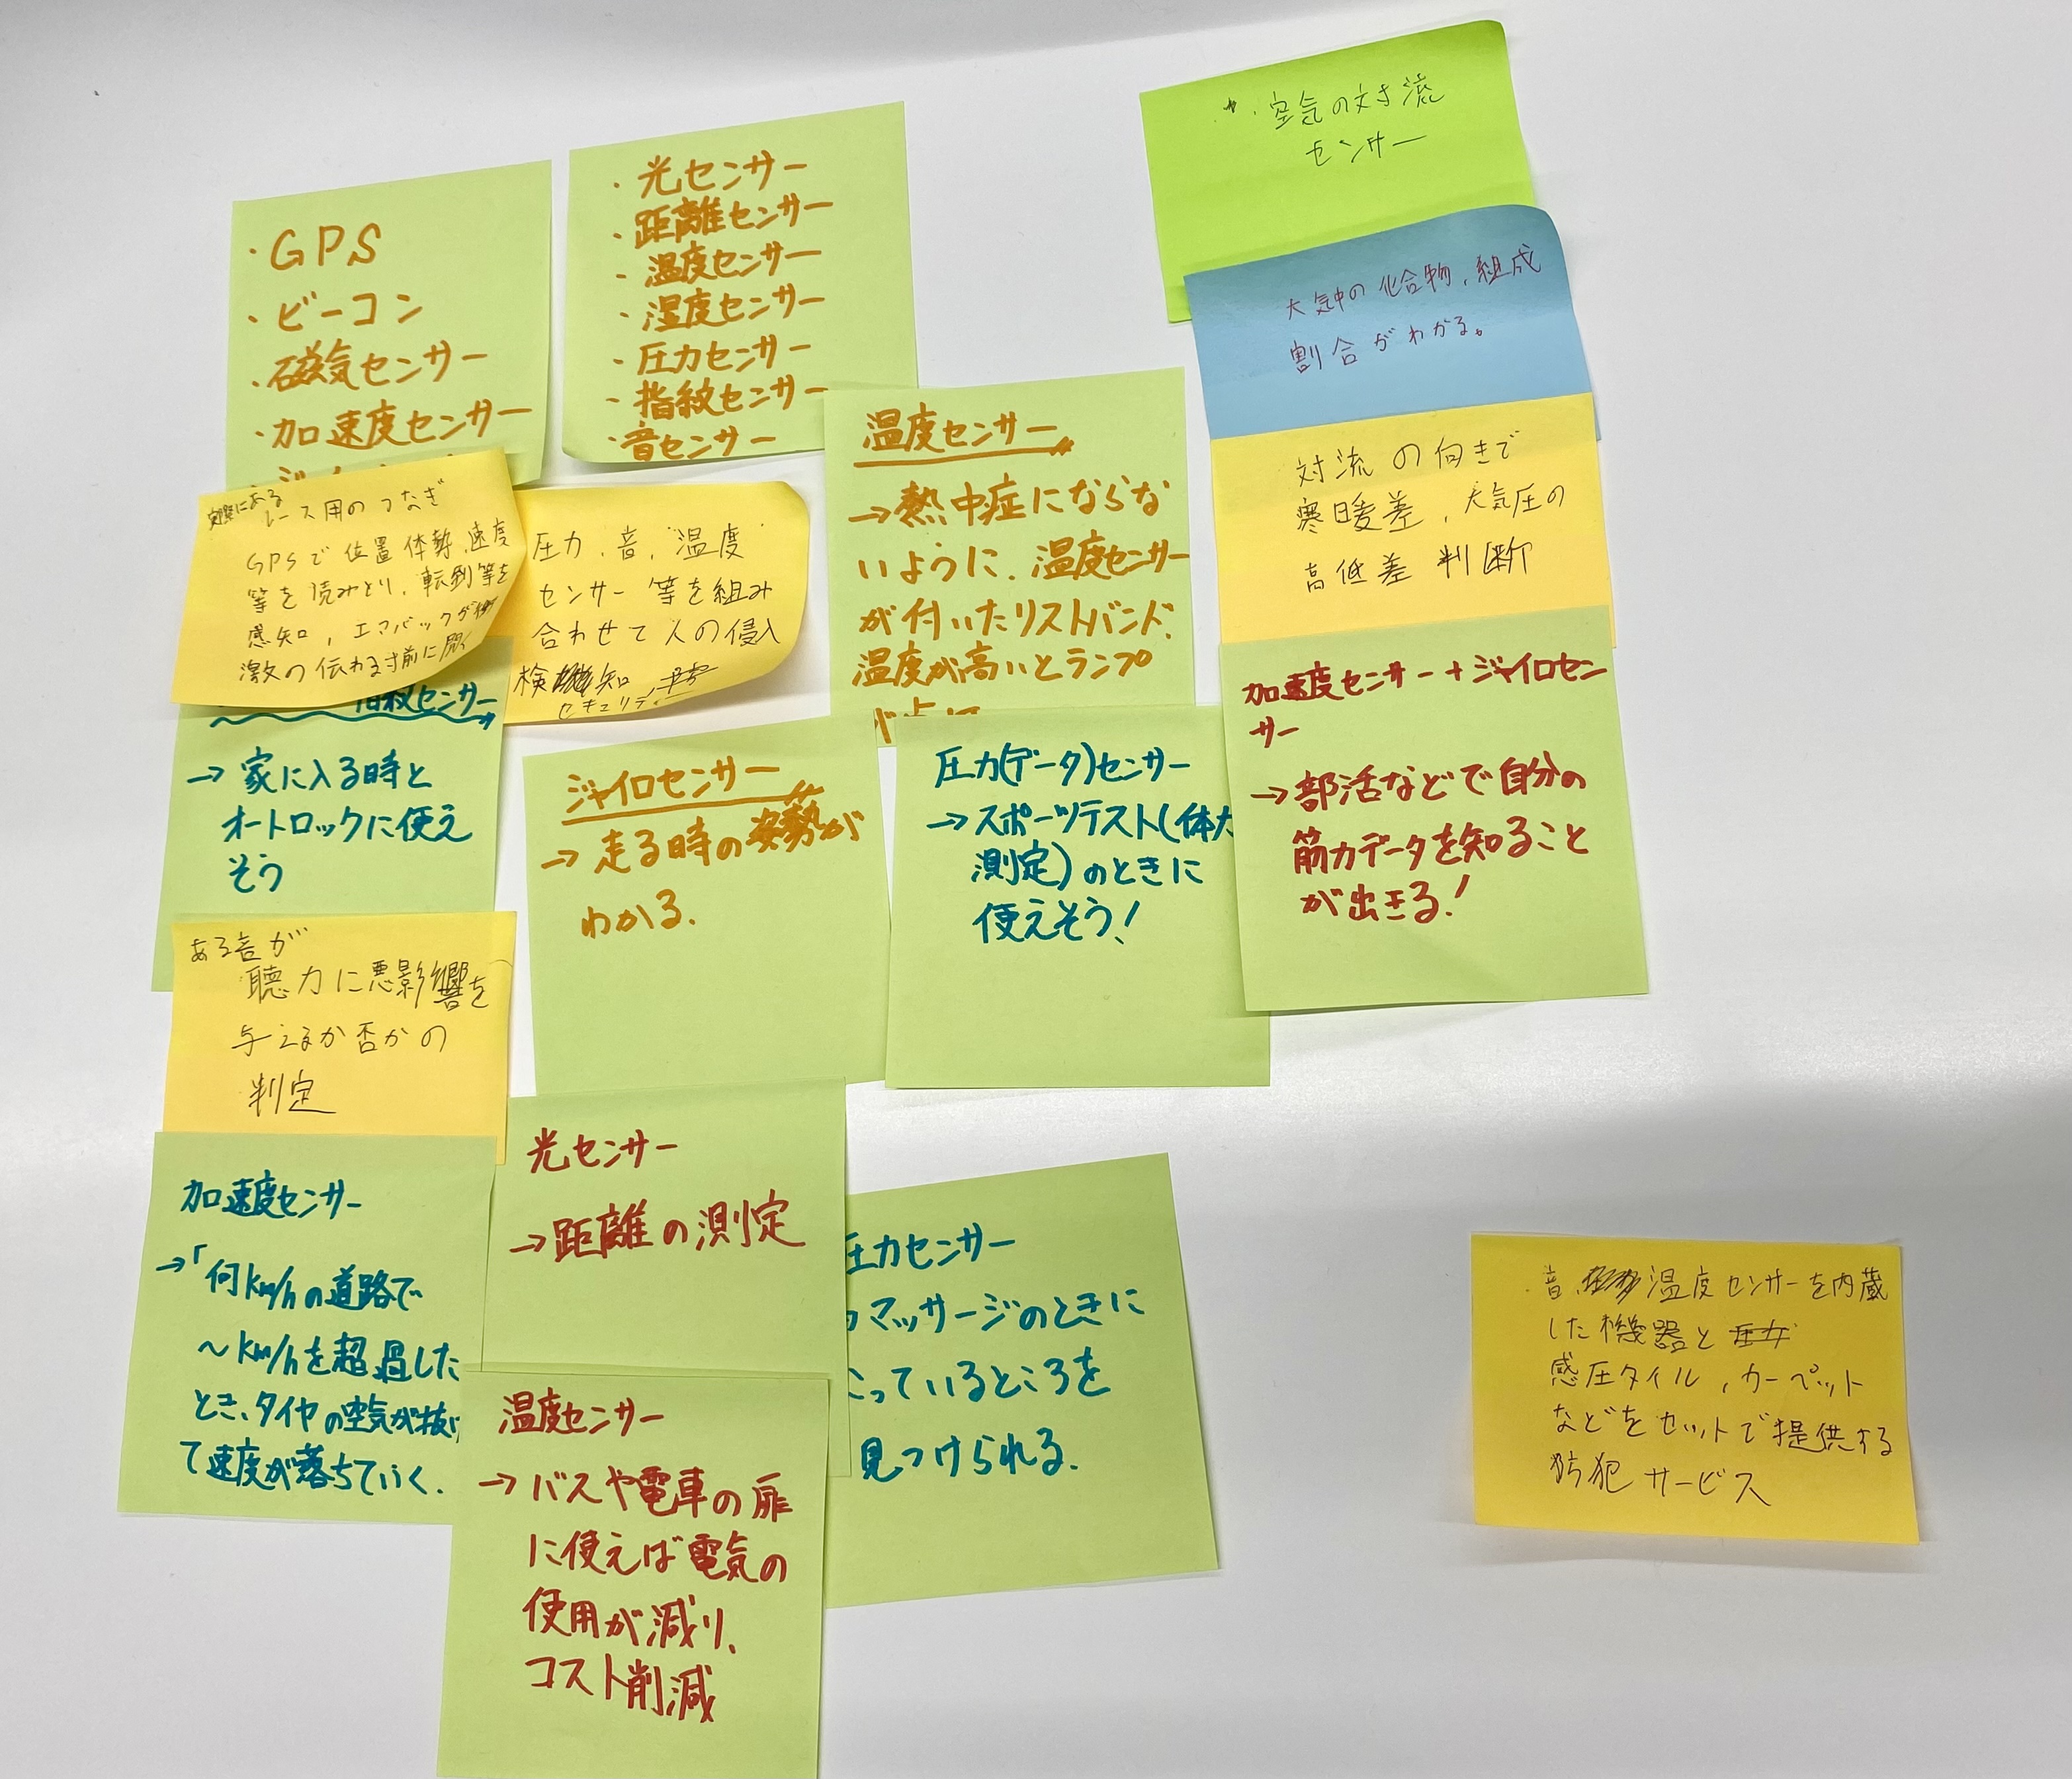 ・GPS
・ビーコン
・磁気センサー
・加速度センサー
・光センサー
・距離センサー
・温度センサー
・湿度センサー
・圧力センサー
・指紋センサー
・音センサー
空気の対流
センサー
大気中の化合物、組成
割合がわかる。
対流の向きで
寒暖差、大気圧の
高低差 判断
実際にある
レース用のつなぎ
GPSで位置体勢、速度
等を読みとり、転倒等を
感知、エアバックが衝
激の伝わる寸前に開く
圧力、音、温度
センサー等を組み
合わせて人の侵入
検知
セキュリティ
温度センサー
→熱中症にならな
いように、温度センサー
が付いたリストバンド、
温度が高いとランプ
指紋センサー
→家に入る時と
オートロックに使え
そう
ジャイロセンサー
→走る時の姿勢が
わかる.
圧力(データ)センサー
→スポーツテスト(体力
測定)のときに
使えそう!
加速度センサー+ジャイロセン
サー
→部活などで自分の
筋力データを知ること
が出きる!
ある音が
聴力に悪影響を
与えるか否かの
判定
加速度センサー
→「何km/hの道路で
～km/hを超過した
とき、タイヤの空気が抜け
て速度が落ちていく.
光センサー
→距離の測定
圧力センサー
マッサージのときに
っているところを
見つけられる.
温度センサー
→バスや電車の扉
に使えば電気の
使用が減り、
コスト削減
音、温度センサーを内蔵
した機器と
感圧タイル、カーペット
などをセットで提供する
防犯サービス